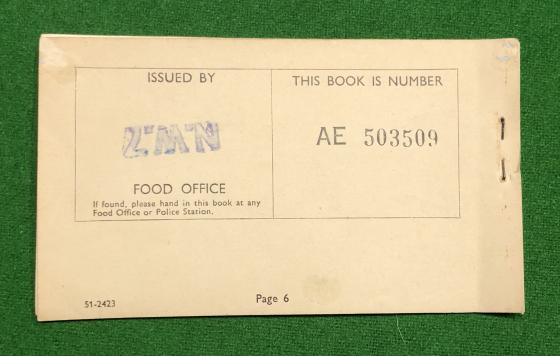 ISSUED BY
FOOD OFFICE
If found, please hand in this book at any
Food Office or Police Station.
THIS BOOK IS NUMBER
AE 503509
51-2423
Page 6